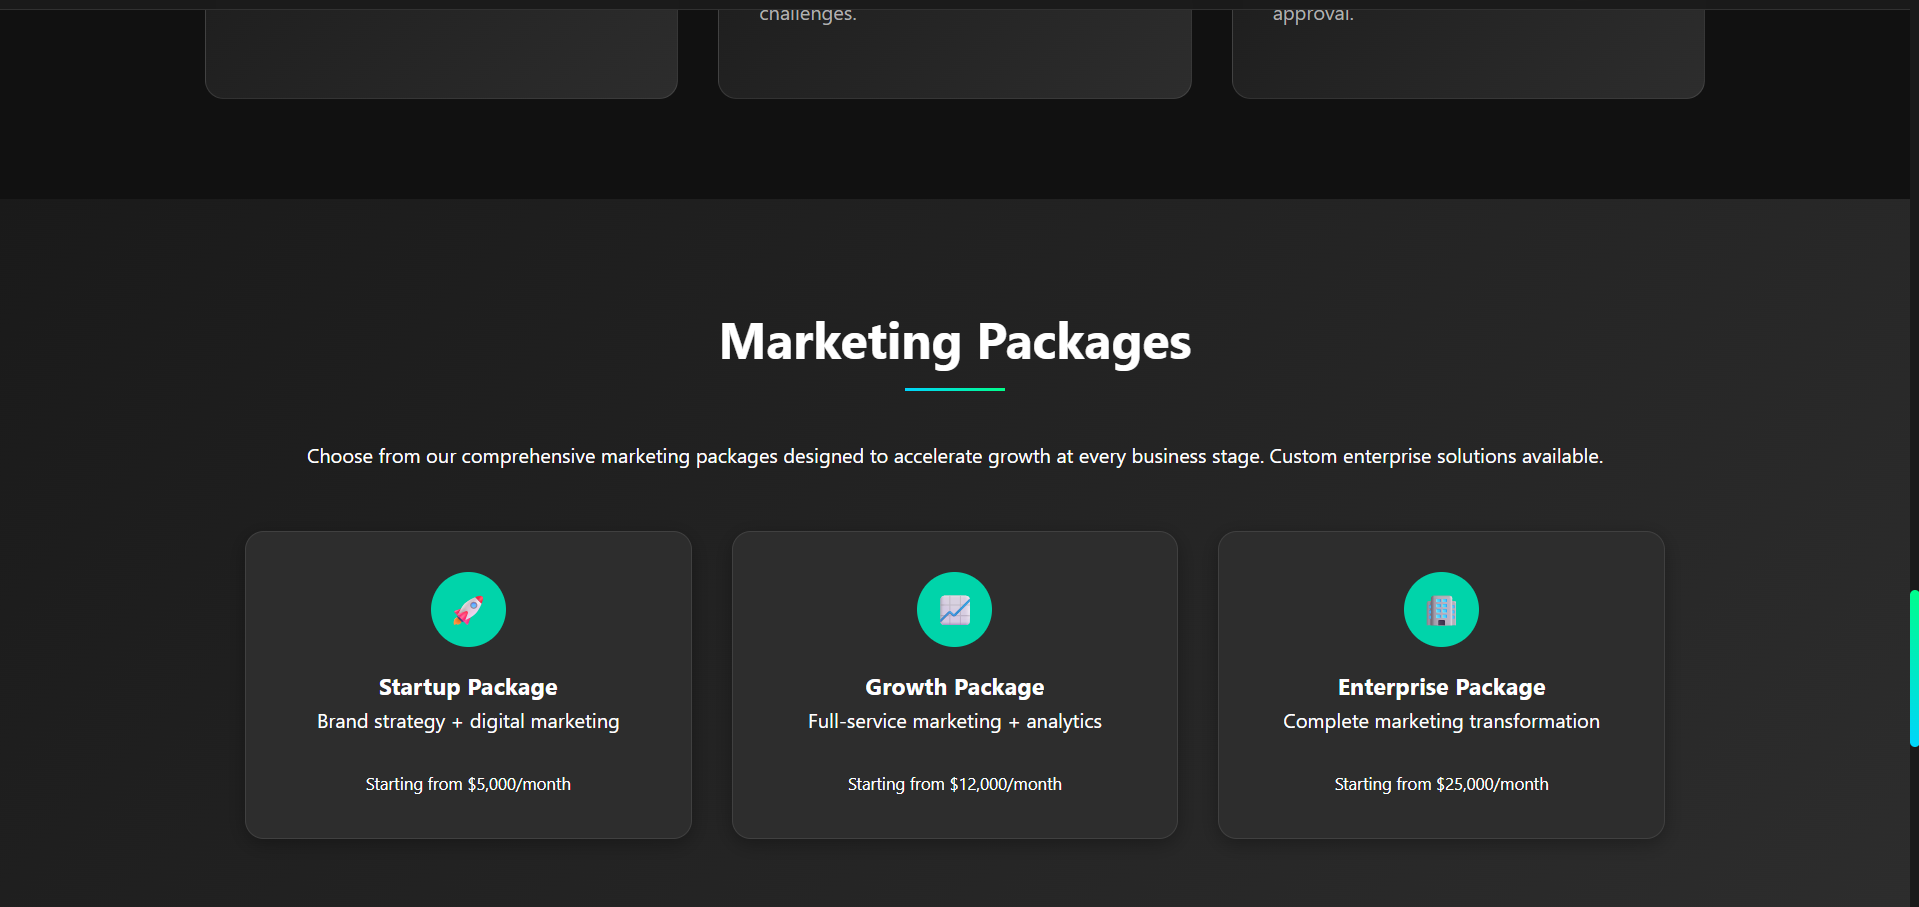 challenges.
approval.
Marketing Packages
Choose from our comprehensive marketing packages designed to accelerate growth at every business stage. Custom enterprise solutions available.
Startup Package
Brand strategy + digital marketing
Starting from $5,000/month
Growth Package
Full-service marketing + analytics
Starting from $12,000/month
Enterprise Package
Complete marketing transformation
Starting from $25,000/month